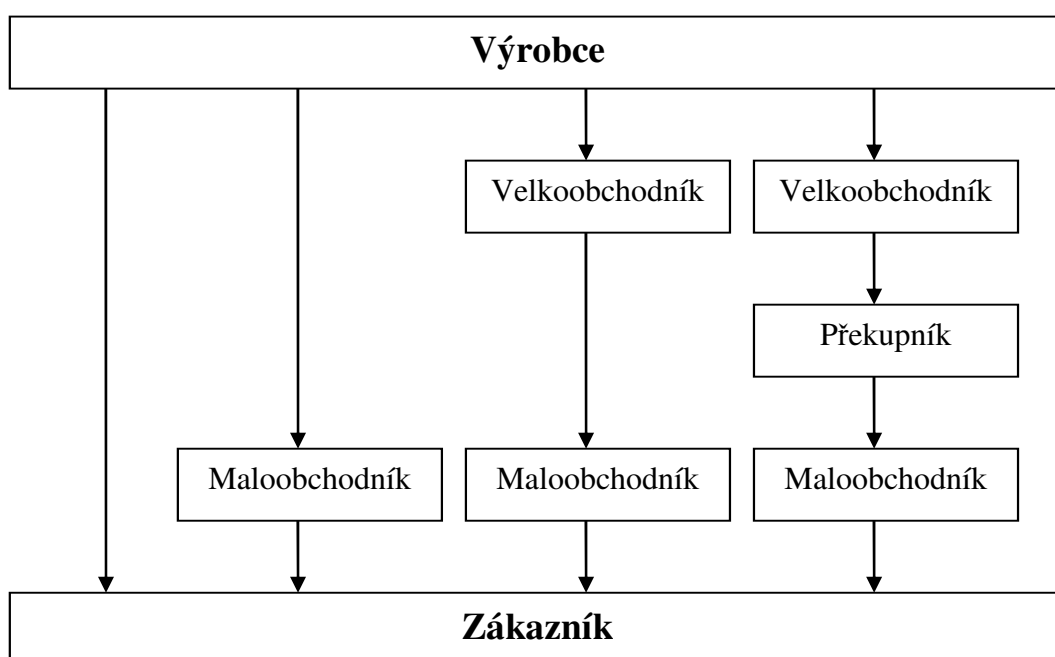 Výrobce
Velkoobchodník
Velkoobchodník
Překupník
Maloobchodník
Maloobchodník
Maloobchodník
Zákazník